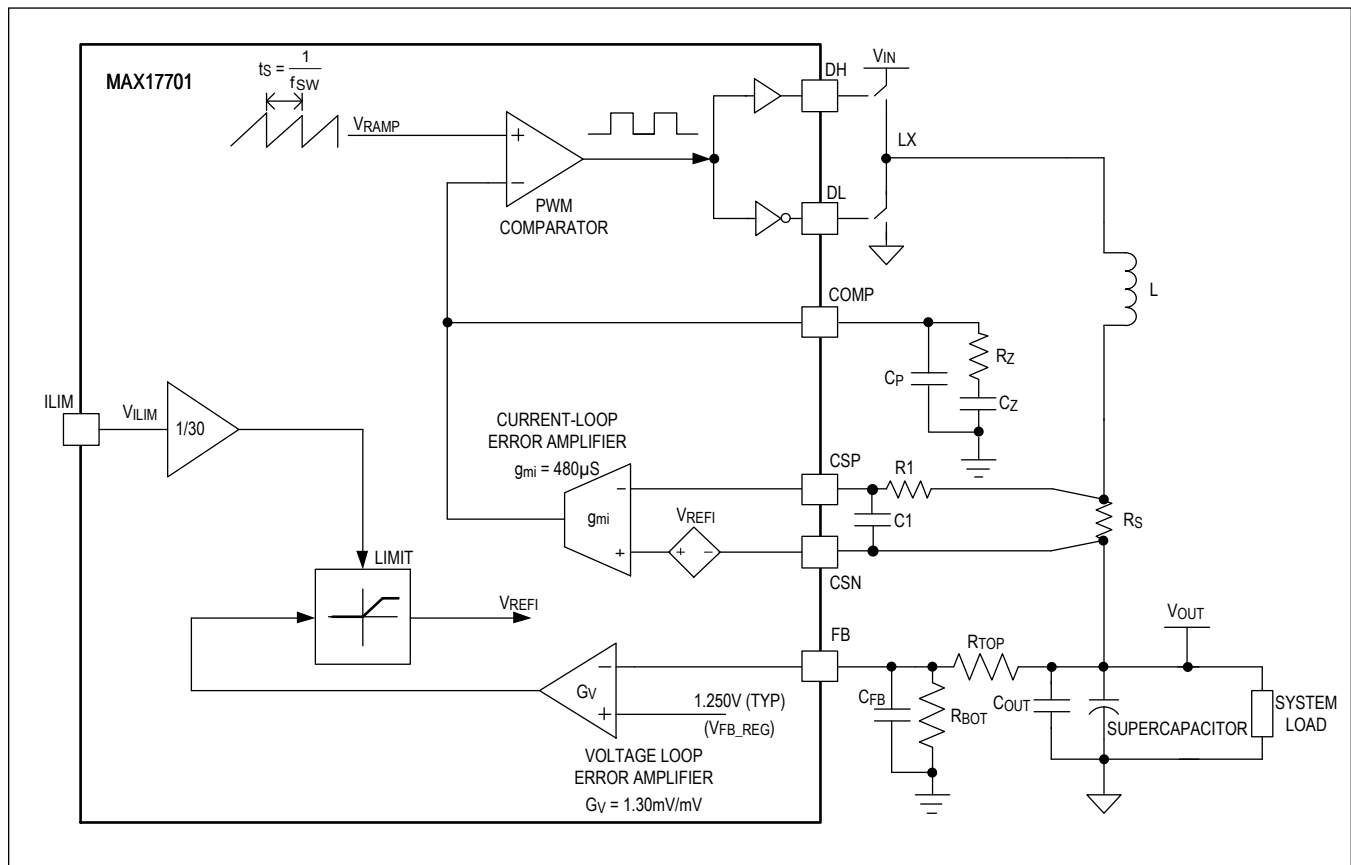 MAX17701
tS = 1
fSW
VRAMP
+
−
PWM
COMPARATOR
DH
VIN
LX
DL
COMP
L
RZ
CP
CZ
ILIM
VILIM
1/30
CURRENT-LOOP
ERROR AMPLIFIER
gmi = 480µS
CSP
R1
−
gmi
+
VREFI
+ −
C1
RS
CSN
LIMIT
VREFI
FB
VOUT
RTOP
−
GV
+
1.250V (TYP)
(VFB_REG)
CFB
RBOT
COUT
SUPERCAPACITOR
SYSTEM
LOAD
VOLTAGE LOOP
ERROR AMPLIFIER
GV = 1.30mV/mV